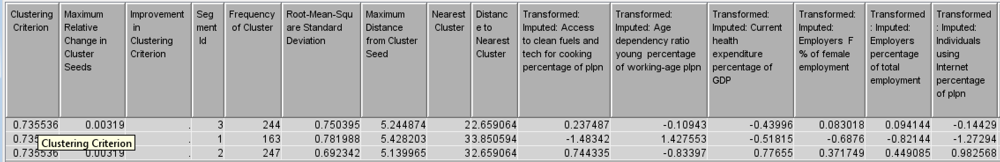 Clustering Criterion | Maximum Relative Change in Cluster Seeds | Improvement in Clustering Criterion | Seg ment Id | Frequency of Cluster | Root-Mean-Squ are Standard Deviation | Maximum Distance from Cluster Seed | Nearest Cluster | Distanc e to Nearest Cluster | Transformed: Imputed: Access to clean fuels and tech for cooking percentage of plpn | Transformed: Imputed: Age dependency ratio young percentage of working-age plpn | Transformed: Imputed: Current health expenditure percentage of GDP | Transformed: Imputed: Employers F % of female employment | Transformed : Imputed: Employers percentage of total employment | Transformed : Imputed: Individuals using Internet percentage of plpn
0.735536 | 0.00319 | . | 3 | 244 | 0.750395 | 5.244874 | 2 | 2.659064 | 0.237487 | -0.10943 | -0.43996 | 0.083018 | 0.094144 | -0.14429
0.735 | . | 1 | 163 | 0.781988 | 5.428203 | 3 | 3.850594 | -1.48342 | 1.427553 | -0.51815 | -0.6876 | -0.82144 | -1.27294
Clustering Criterion
0.735536 | 0.00319 | . | 2 | 247 | 0.692342 | 5.139965 | 3 | 2.659064 | 0.744335 | -0.83397 | 0.77655 | 0.371749 | 0.449085 | 0.982568